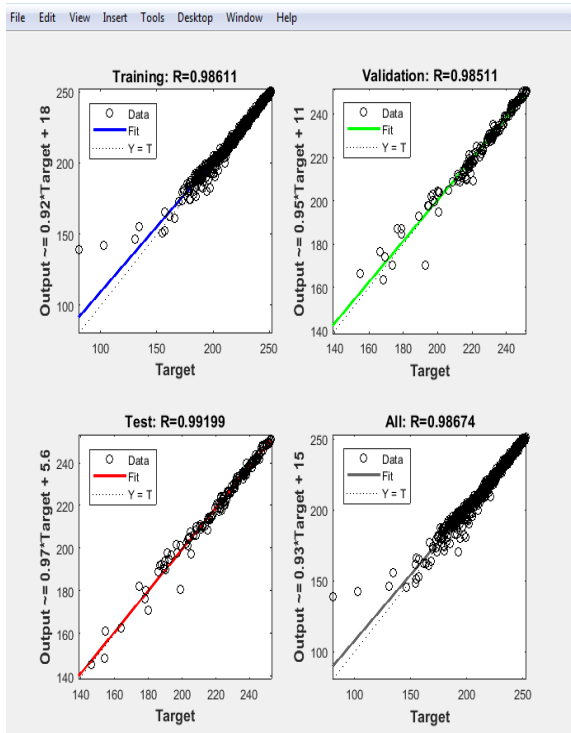 File Edit View Insert Tools Desktop Window Help
Training: R=0.98611
Output ~= 0.92*Target + 18
250
200
150
100
Data
Fit
Y = T
100 150 200 250
Target
Validation: R=0.98511
Output ~= 0.95*Target + 11
240
220
200
180
160
140
Data
Fit
Y = T
140 160 180 200 220 240
Target
Test: R=0.99199
Output ~= 0.97*Target + 5.6
240
220
200
180
160
140
Data
Fit
Y = T
140 160 180 200 220 240
Target
All: R=0.98674
Output ~= 0.93*Target + 15
250
200
150
100
Data
Fit
Y = T
100 150 200 250
Target